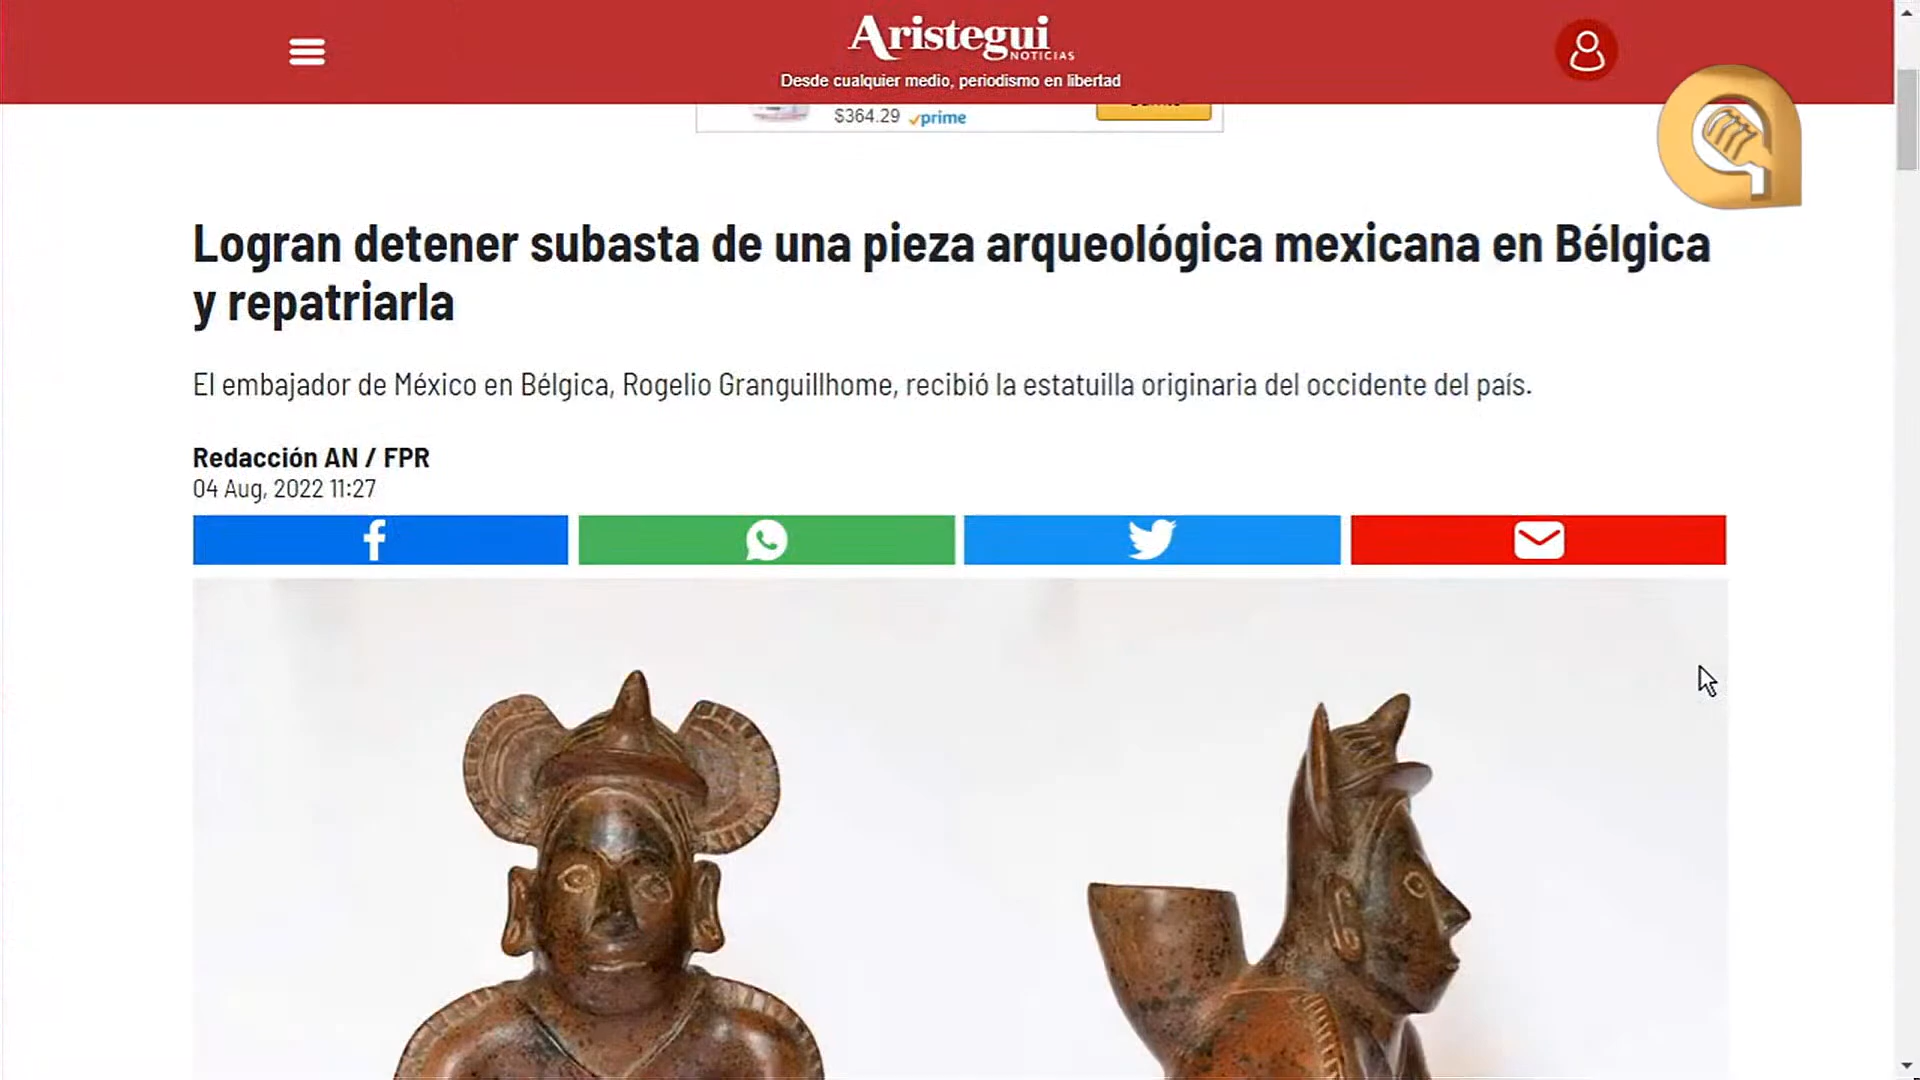 Aristegui
NOTICIAS
Desde cualquier medio, periodismo en libertad
$364.29 prime
Logran detener subasta de una pieza arqueológica mexicana en Bélgica
y repatriarla
El embajador de México en Bélgica, Rogelio Granguillhome, recibió la estatuilla originaria del occidente del país.
Redacción AN / FPR
04 Aug, 2022 11:27